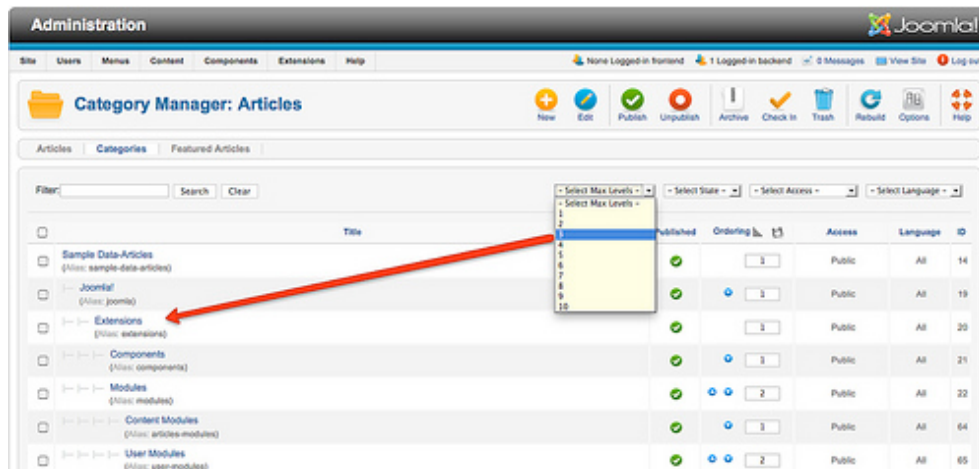 Administration
Joomla!
Site Users Menus Content Components Extensions Help
None Logged-in frontend 1 Logged-in backend 0 Messages View Site Log out
Category Manager: Articles
New Edit Publish Unpublish Archive Check In Trash Rebuild Options Help
Articles Categories Featured Articles
Filter: Search Clear
- Select Max Levels - - Select State - - Select Access - - Select Language -
- Select Max Levels -
1
2
3
4
5
6
7
8
9
10
Title Published Ordering Access Language ID
Sample Data-Articles 1 Public All 14
(Alias: sample-data-articles)
Joomla! 1 Public All 19
(Alias: joomla)
Extensions 1 Public All 20
(Alias: extensions)
Components 1 Public All 21
(Alias: components)
Modules 2 Public All 22
(Alias: modules)
Content Modules 1 Public All 64
(Alias: articles-modules)
User Modules 2 Public All 65
(Alias: user-modules)